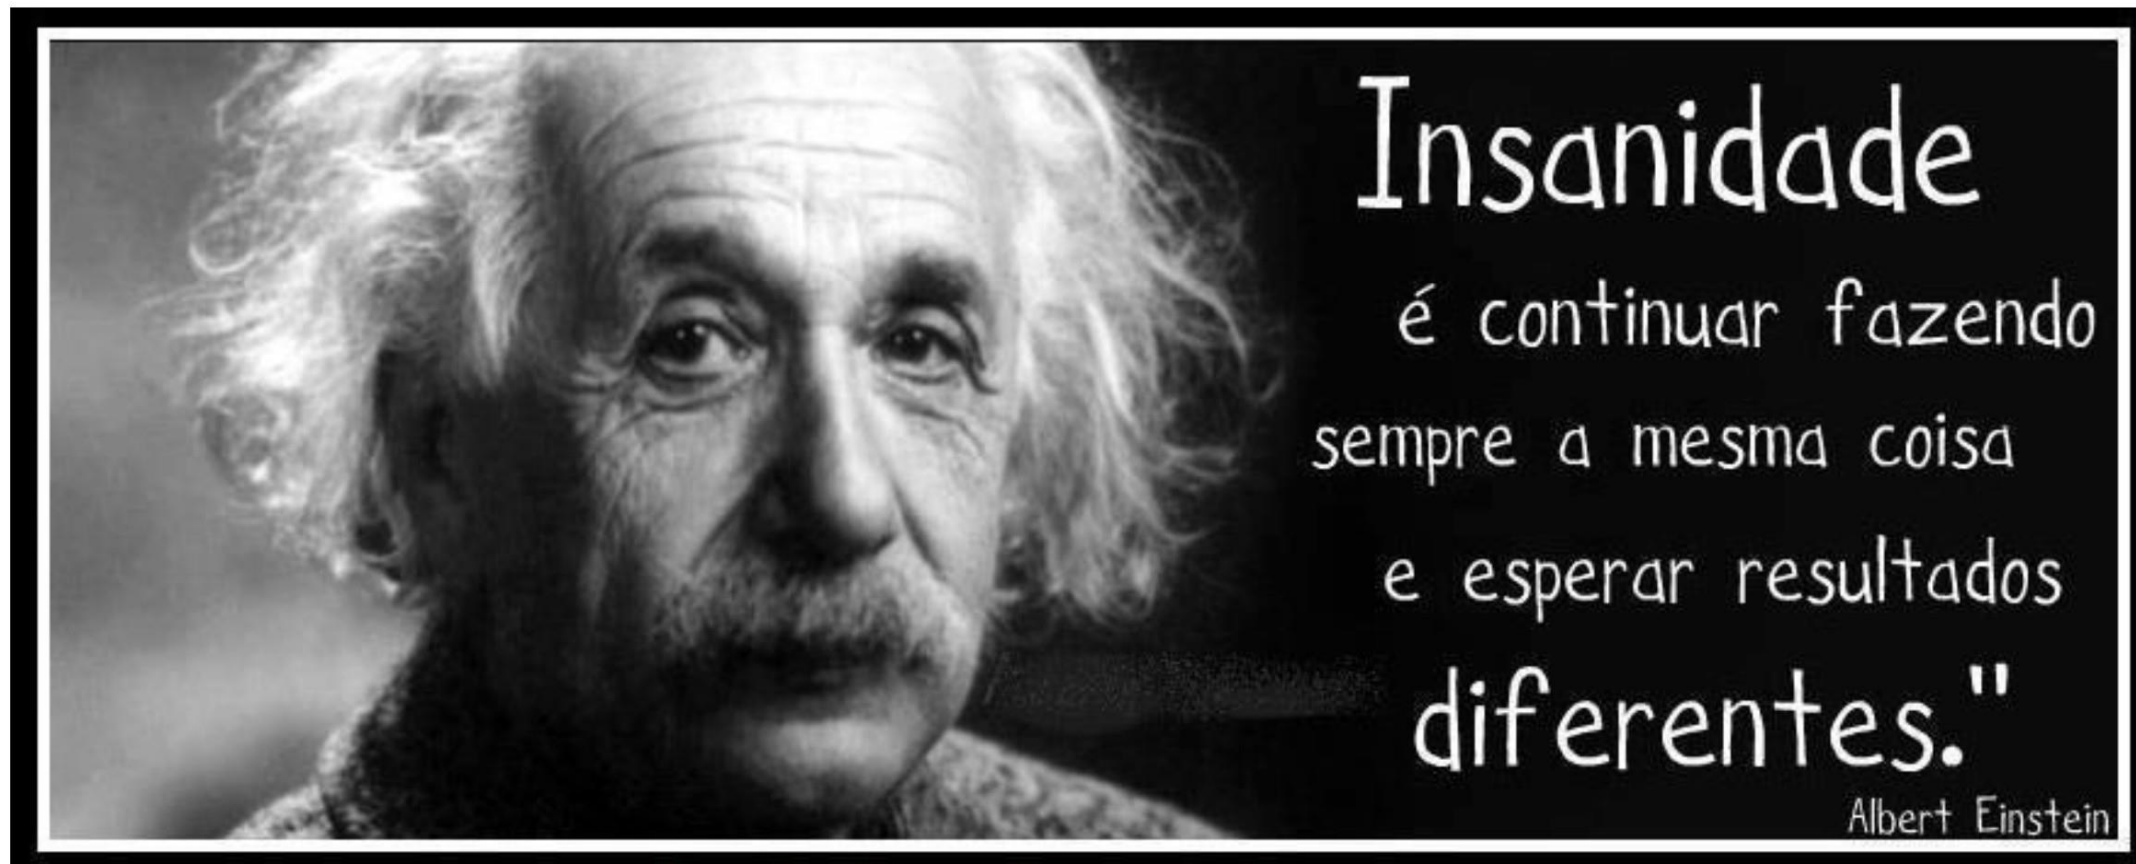 Insanidade
é continuar fazendo
sempre a mesma coisa
e esperar resultados
diferentes."
Albert Einstein